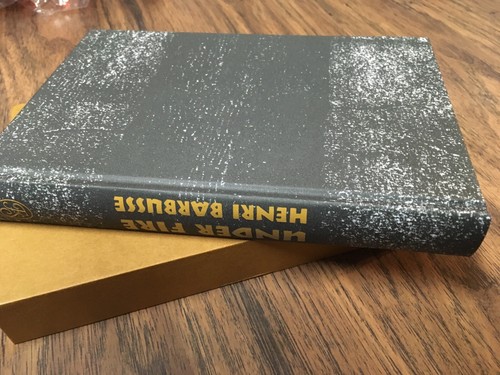 UNDER FIRE
HENRI BARBUSSE